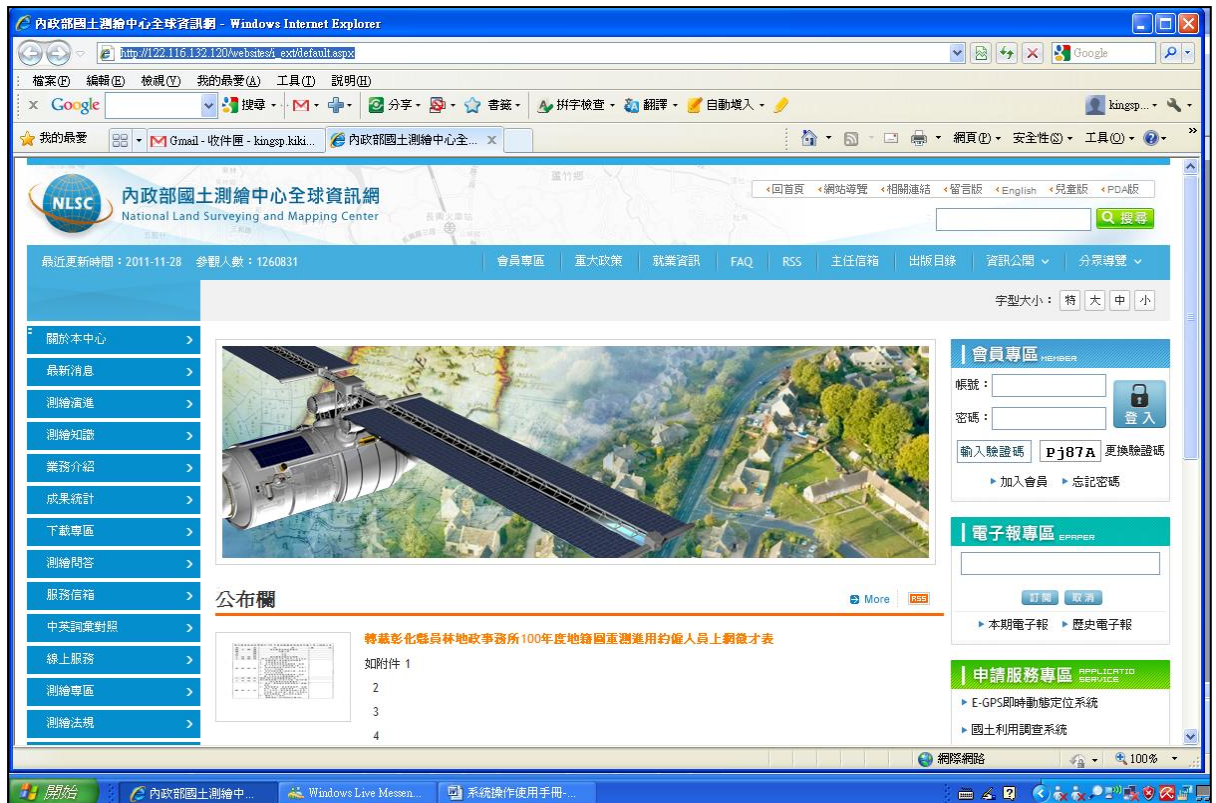 內政部國土測繪中心全球資訊網 - Windows Internet Explorer
http://122.116.132.120/websites/i_ext/default.aspx
Google
檔案(F) 編輯(E) 檢視(V) 我的最愛(A) 工具(T) 說明(H)
x Google 搜尋 分享 書籤 拼字檢查 翻譯 自動填入 kingsp...
我的最愛 Gmail - 收件匣 - kingsp.kiki... 內政部國土測繪中心全... x 網頁(P) 安全性(S) 工具(O)
NLSC
內政部國土測繪中心全球資訊網
National Land Surveying and Mapping Center
蘆竹鄉
長興火車站
回首頁 網站導覽 相關連結 留言版 English 兒童版 PDA版
搜尋
最近更新時間：2011-11-28 參觀人數：1260831
會員專區 重大政策 就業資訊 FAQ RSS 主任信箱 出版目錄 資訊公開 分眾導覽
字型大小： 特 大 中 小
關於本中心
最新消息
測繪演進
測繪知識
業務介紹
成果統計
下載專區
測繪問答
服務信箱
中英詞彙對照
線上服務
測繪專區
測繪法規
公布欄
More RSS
轉載彰化縣員林地政事務所100年度地籍圖重測進用約僱人員上網徵才表
如附件 1
2
3
4
會員專區 MEMBER
帳號：
密碼：
登入
輸入驗證碼 Pj87A 更換驗證碼
加入會員 忘記密碼
電子報專區 EPAPER
訂閱 取消
本期電子報 歷史電子報
申請服務專區 APPLICATIO SERVICE
E-GPS即時動態定位系統
國土利用調查系統
網際網路 100%
開始 內政部國土測繪中... Windows Live Messen... 系統操作使用手冊-...